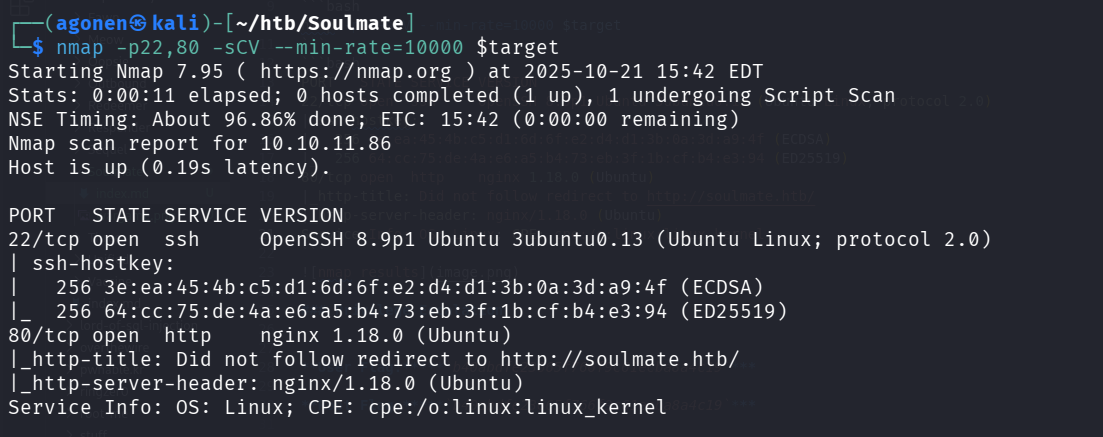 ┌──(agonen㉿kali)-[~/htb/Soulmate]
└─$ nmap -p22,80 -sCV --min-rate=10000 $target
Starting Nmap 7.95 ( https://nmap.org ) at 2025-10-21 15:42 EDT
Stats: 0:00:11 elapsed; 0 hosts completed (1 up), 1 undergoing Script Scan
NSE Timing: About 96.86% done; ETC: 15:42 (0:00:00 remaining)
Nmap scan report for 10.10.11.86
Host is up (0.19s latency).
PORT   STATE SERVICE VERSION
22/tcp open  ssh     OpenSSH 8.9p1 Ubuntu 3ubuntu0.13 (Ubuntu Linux; protocol 2.0)
| ssh-hostkey:
|   256 3e:ea:45:4b:c5:d1:6d:6f:e2:d4:d1:3b:0a:3d:a9:4f (ECDSA)
|_  256 64:cc:75:de:4a:e6:a5:b4:73:eb:3f:1b:cf:b4:e3:94 (ED25519)
80/tcp open  http    nginx 1.18.0 (Ubuntu)
|_http-title: Did not follow redirect to http://soulmate.htb/
|_http-server-header: nginx/1.18.0 (Ubuntu)
Service Info: OS: Linux; CPE: cpe:/o:linux:linux_kernel